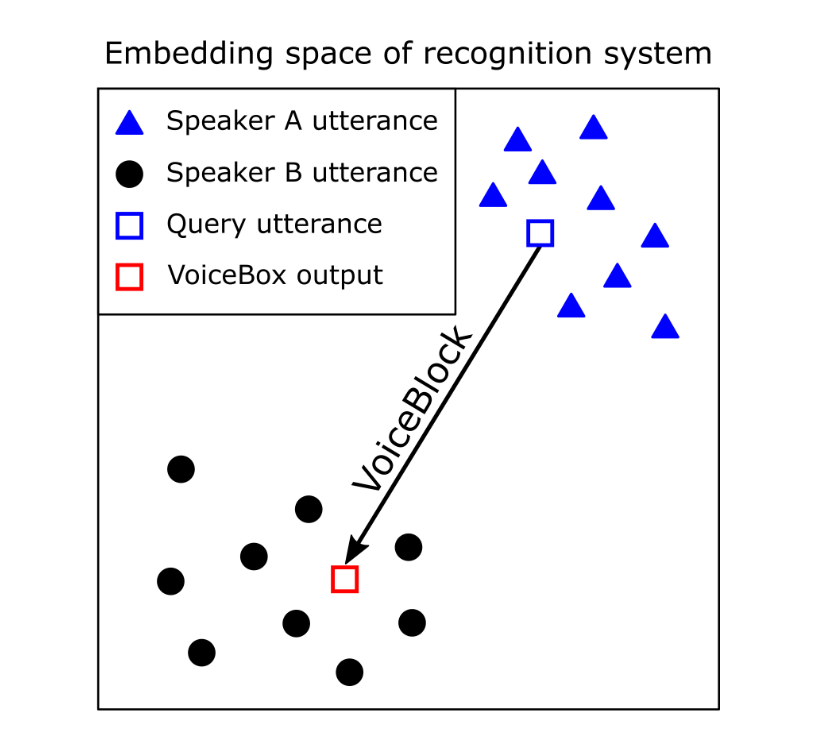 Embedding space of recognition system
Speaker A utterance
Speaker B utterance
Query utterance
VoiceBox output
VoiceBlock